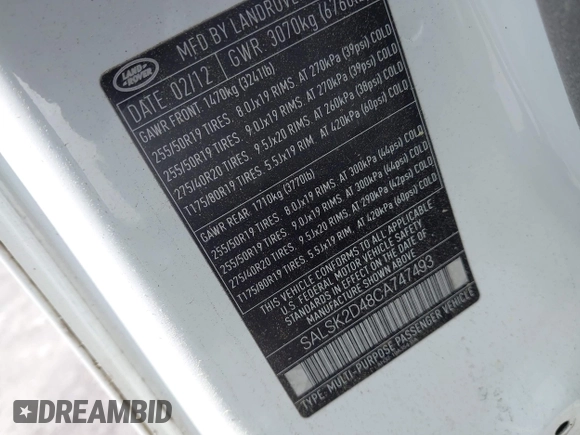 LAND
ROVER
MFD BY LANDROVE
DATE: 02/12 GWR: 3070kg
GAWR FRONT: 1470kg (3241lb)
255/50R19 TIRES, 8.0Jx19 RIMS, AT 270kPa (39psi) COLD
255/50R19 TIRES, 9.0Jx19 RIMS, AT 270kPa (39psi) COLD
275/40R20 TIRES, 9.5Jx20 RIMS, AT 260kPa (38psi) COLD
T175/80R19 TIRES, 5.5Jx19 RIM, AT 420kPa (60psi) COLD
GAWR REAR: 1710kg (3770lb)
255/50R19 TIRES, 8.0Jx19 RIMS, AT 300kPa (44psi) COLD
255/50R19 TIRES, 9.0Jx19 RIMS, AT 300kPa (44psi) COLD
275/40R20 TIRES, 9.5Jx20 RIMS, AT 290kPa (42psi) COLD
T175/80R19 TIRES, 5.5Jx19 RIM, AT 420kPa (60psi) COLD
THIS VEHICLE CONFORMS TO ALL APPLICABLE
U.S. FEDERAL MOTOR VEHICLE SAFETY
STANDARDS IN EFFECT ON THE DATE OF
MANUFACTURE SHOWN ABOVE.
SALSK2D48CA747493
TYPE: MULTI-PURPOSE PASSENGER VEHICLE
DREAMBID